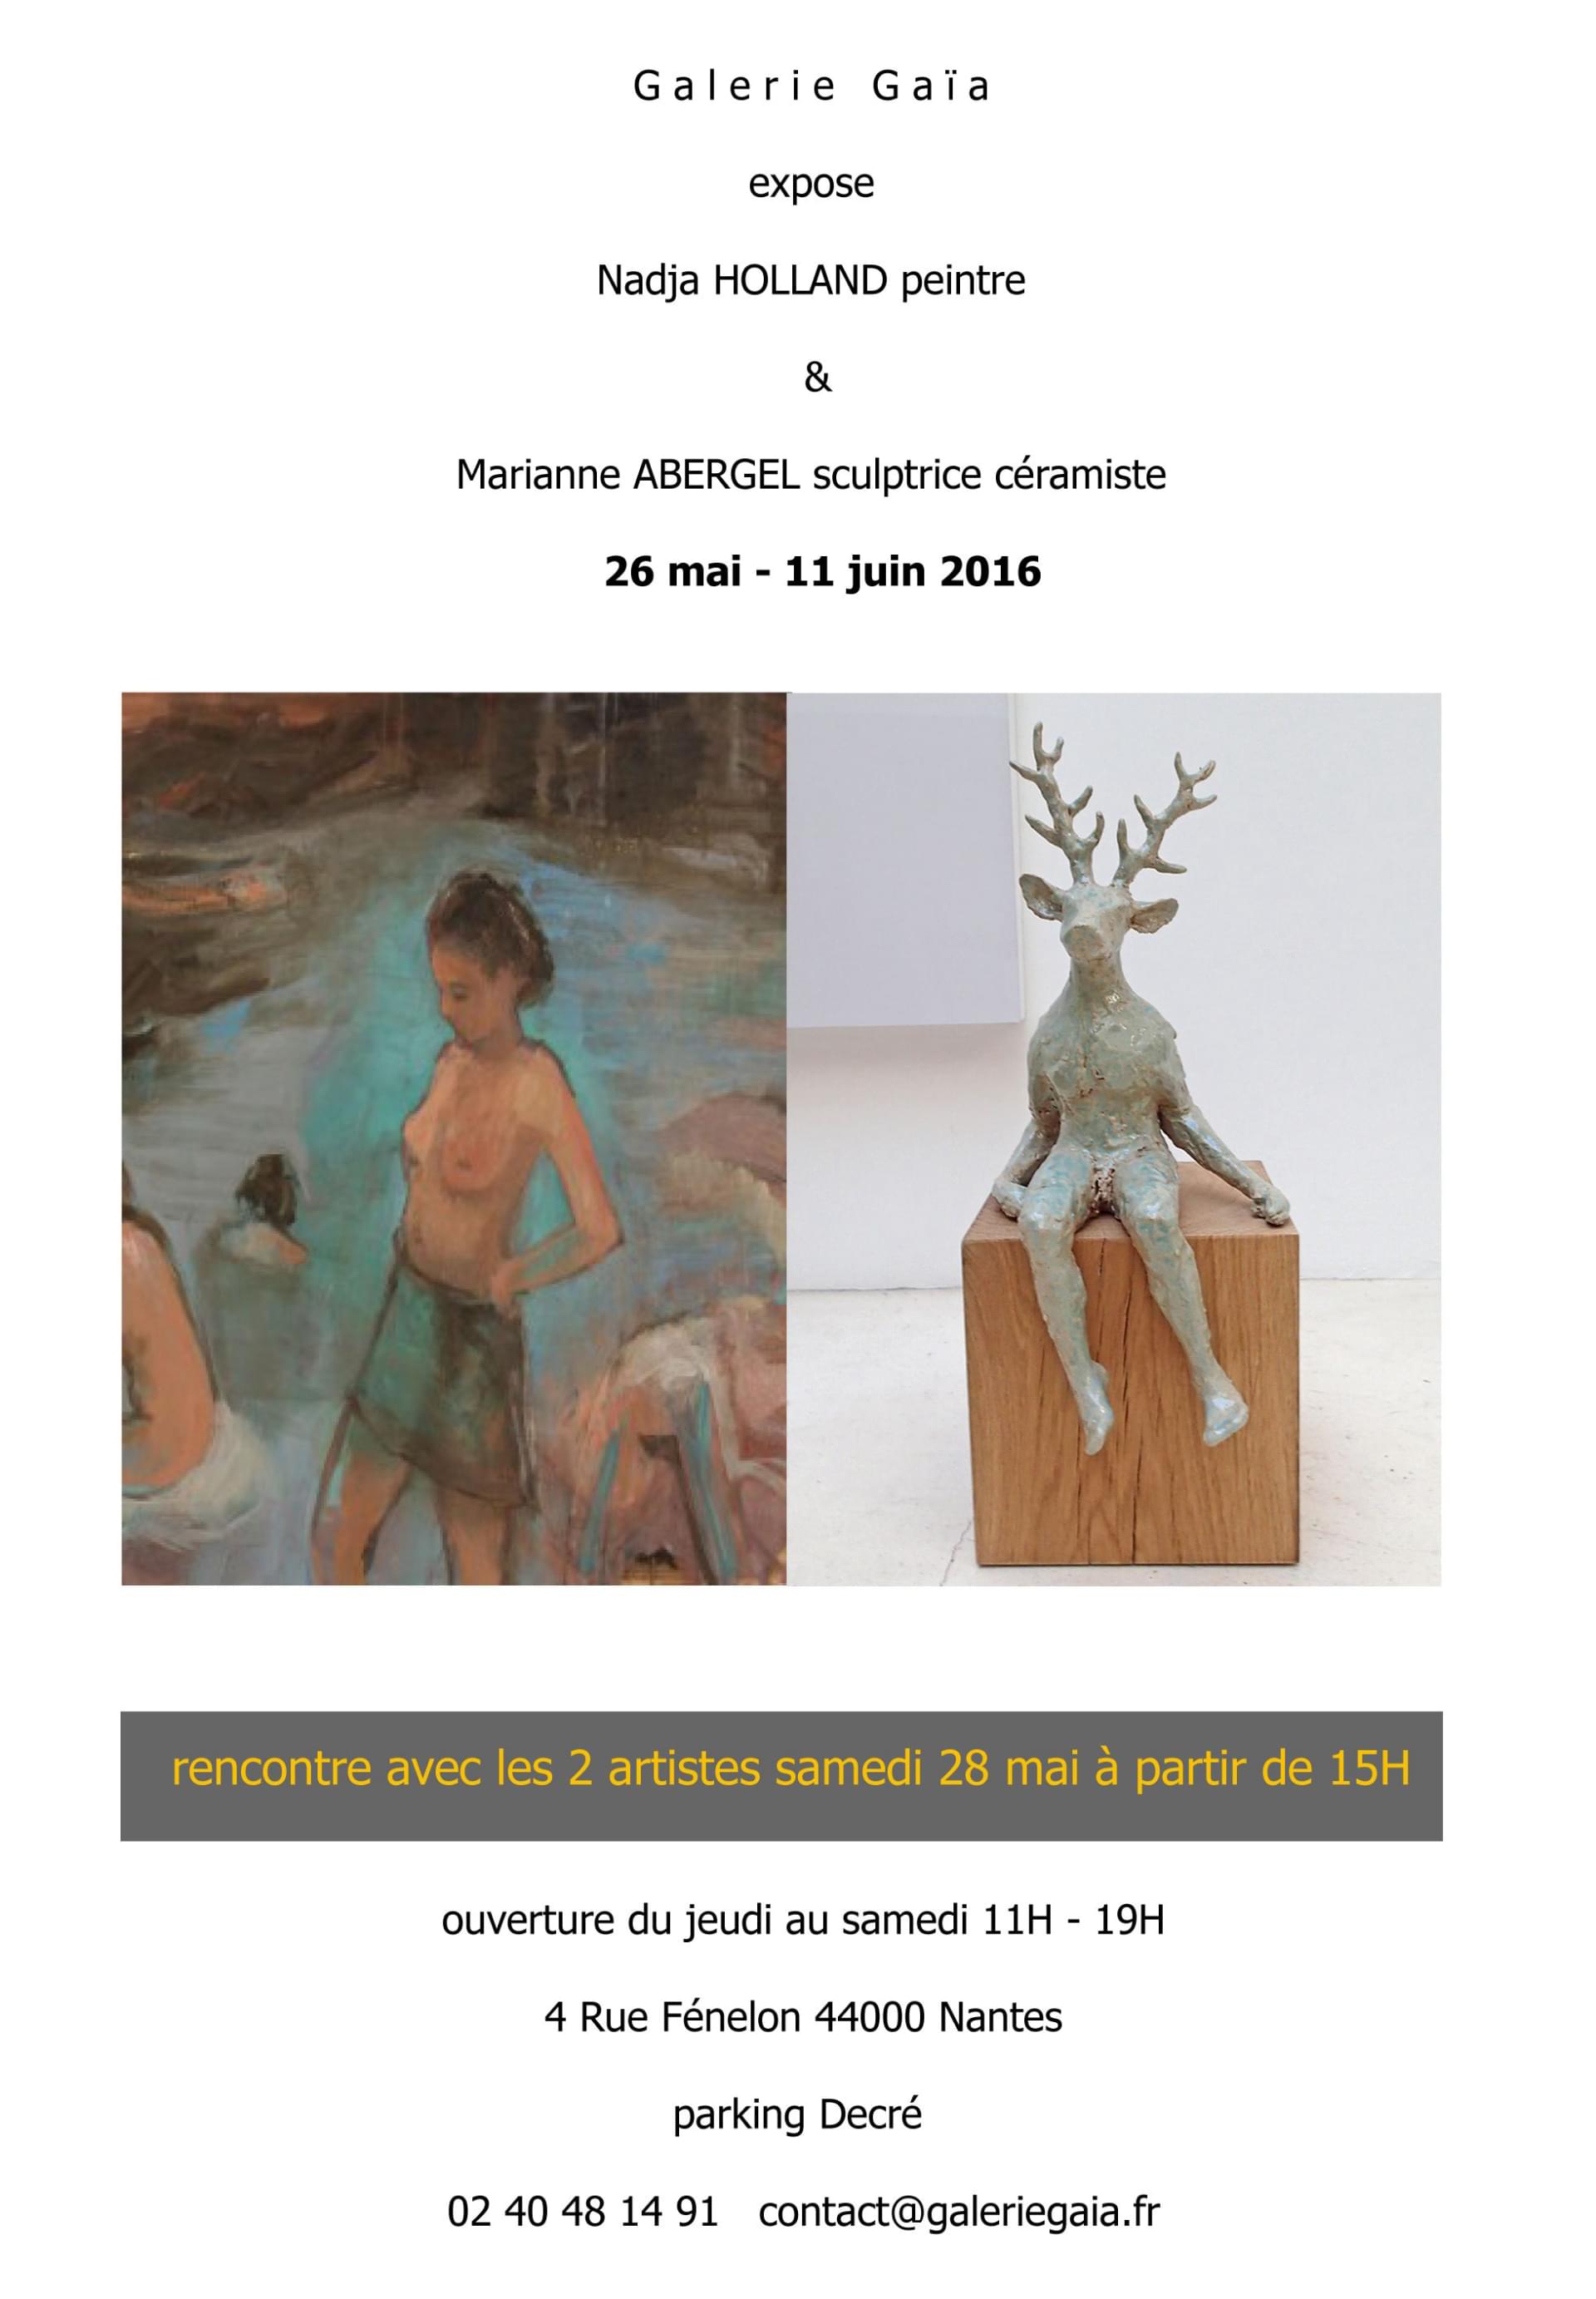 Galerie Gaïa
expose
Nadja HOLLAND peintre
&
Marianne ABERGEL sculptrice céramiste
26 mai - 11 juin 2016
rencontre avec les 2 artistes samedi 28 mai à partir de 15H
ouverture du jeudi au samedi 11H - 19H
4 Rue Fénelon 44000 Nantes
parking Decré
02 40 48 14 91 contact@galeriegaia.fr